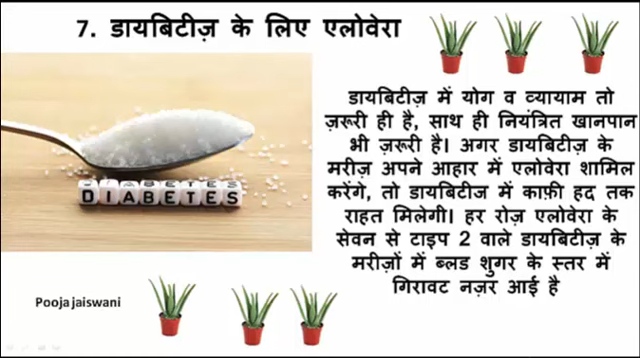 7. डायबिटीज़ के लिए एलोवेरा
डायबिटीज़ में योग व व्यायाम तो
ज़रूरी ही है, साथ ही नियंत्रित खानपान
भी ज़रूरी है। अगर डायबिटीज़ के
मरीज़ अपने आहार में एलोवेरा शामिल
करेंगे, तो डायबिटीज में काफ़ी हद तक
राहत मिलेगी। हर रोज़ एलोवेरा के
सेवन से टाइप 2 वाले डायबिटीज़ के
मरीज़ों में ब्लड शुगर के स्तर में
गिरावट नज़र आई है
DIABETES
Pooja jaiswani